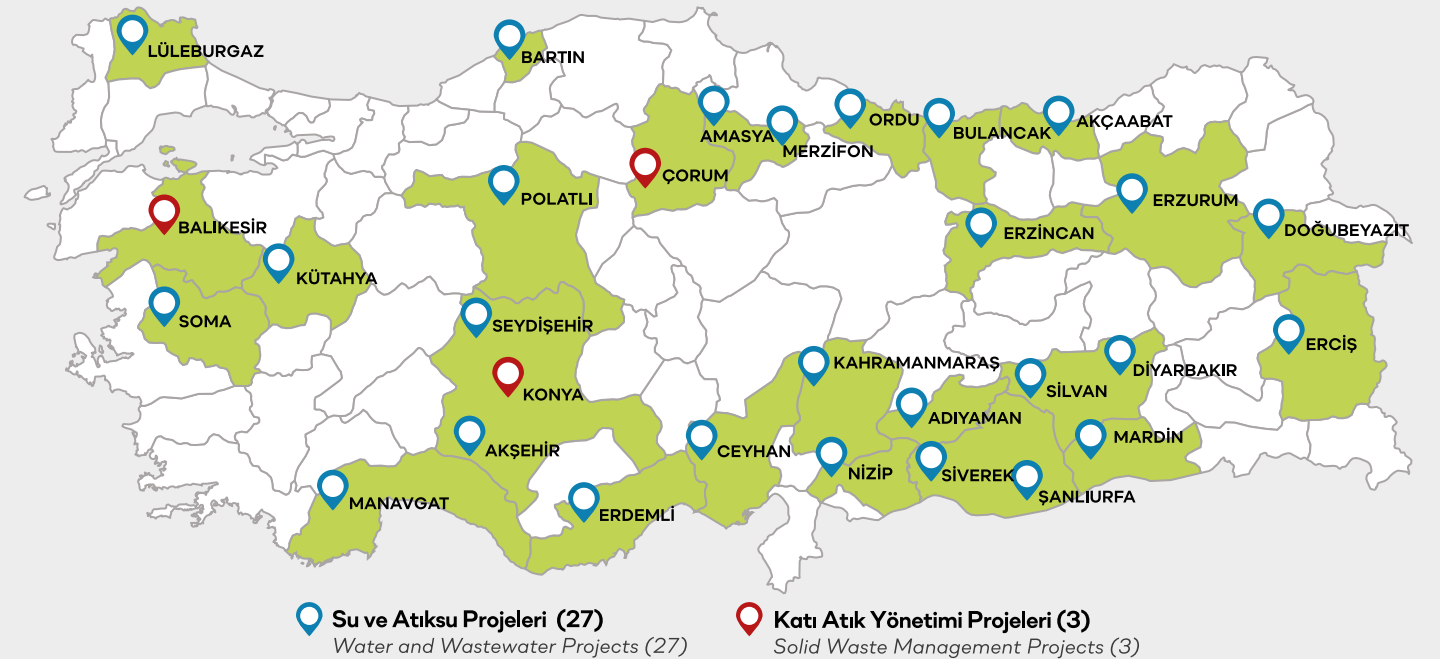 LÜLEBURGAZ
BARTIN
AMASYA
MERZİFON
ORDU
BULANCAK
AKÇAABAT
ÇORUM
POLATLI
ERZURUM
BALIKESİR
ERZİNCAN
DOĞUBEYAZIT
KÜTAHYA
SOMA
SEYDİŞEHİR
ERCİŞ
KAHRAMANMARAŞ
DİYARBAKIR
KONYA
SİLVAN
ADIYAMAN
MARDİN
AKŞEHİR
CEYHAN
NİZİP
SİVEREK
ŞANLIURFA
MANAVGAT
ERDEMLİ
Su ve Atıksu Projeleri (27)
Water and Wastewater Projects (27)
Katı Atık Yönetimi Projeleri (3)
Solid Waste Management Projects (3)